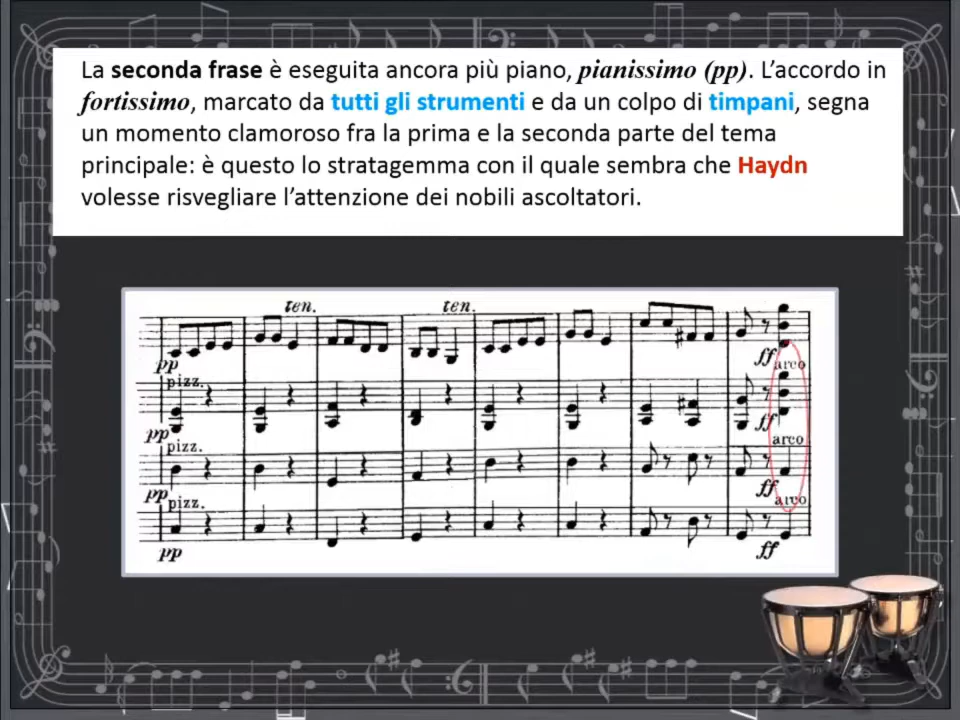 La seconda frase è eseguita ancora più piano, pianissimo (pp). L’accordo in
fortissimo, marcato da tutti gli strumenti e da un colpo di timpani, segna
un momento clamoroso fra la prima e la seconda parte del tema
principale: è questo lo stratagemma con il quale sembra che Haydn
volesse risvegliare l’attenzione dei nobili ascoltatori.
ten. ten.
pp ff
pizz. arco
pp ff
pizz. arco
pp ff
pizz. arco
pp ff